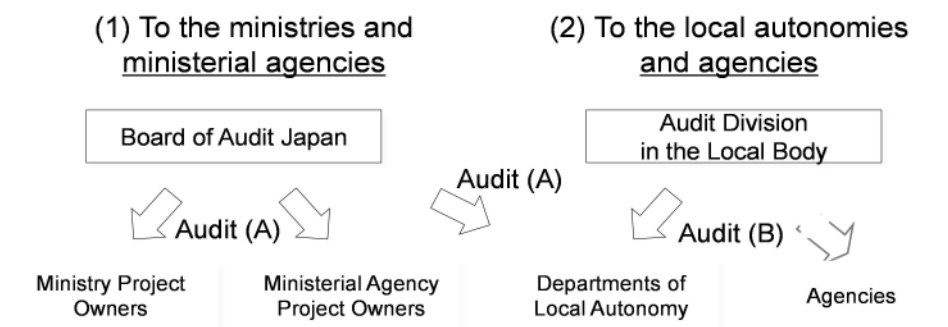 (1) To the ministries and
ministerial agencies
(2) To the local autonomies
and agencies
Board of Audit Japan
Audit Division
in the Local Body
Audit (A)
Audit (A)
Audit (B)
Ministry Project
Owners
Ministerial Agency
Project Owners
Departments of
Local Autonomy
Agencies